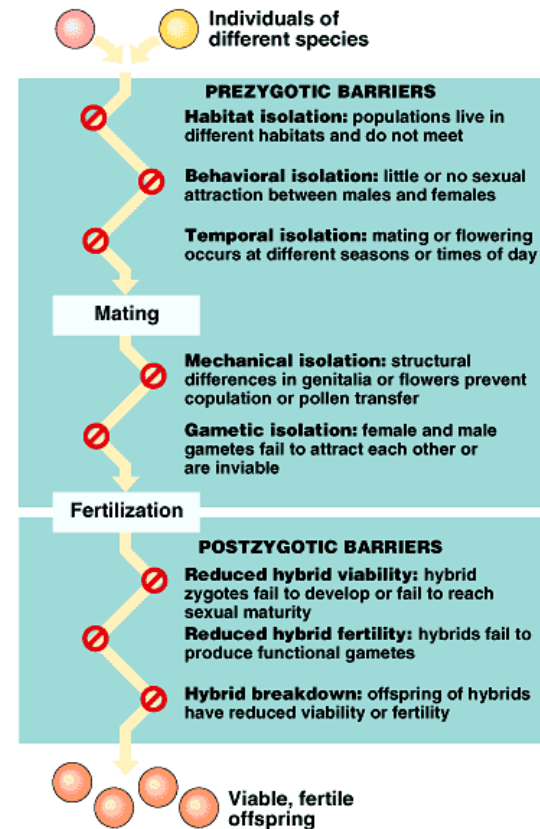 Individuals of
different species
PREZYGOTIC BARRIERS
Habitat isolation: populations live in
different habitats and do not meet
Behavioral isolation: little or no sexual
attraction between males and females
Temporal isolation: mating or flowering
occurs at different seasons or times of day
Mating
Mechanical isolation: structural
differences in genitalia or flowers prevent
copulation or pollen transfer
Gametic isolation: female and male
gametes fail to attract each other or
are inviable
Fertilization
POSTZYGOTIC BARRIERS
Reduced hybrid viability: hybrid
zygotes fail to develop or fail to reach
sexual maturity
Reduced hybrid fertility: hybrids fail to
produce functional gametes
Hybrid breakdown: offspring of hybrids
have reduced viability or fertility
Viable, fertile
offspring